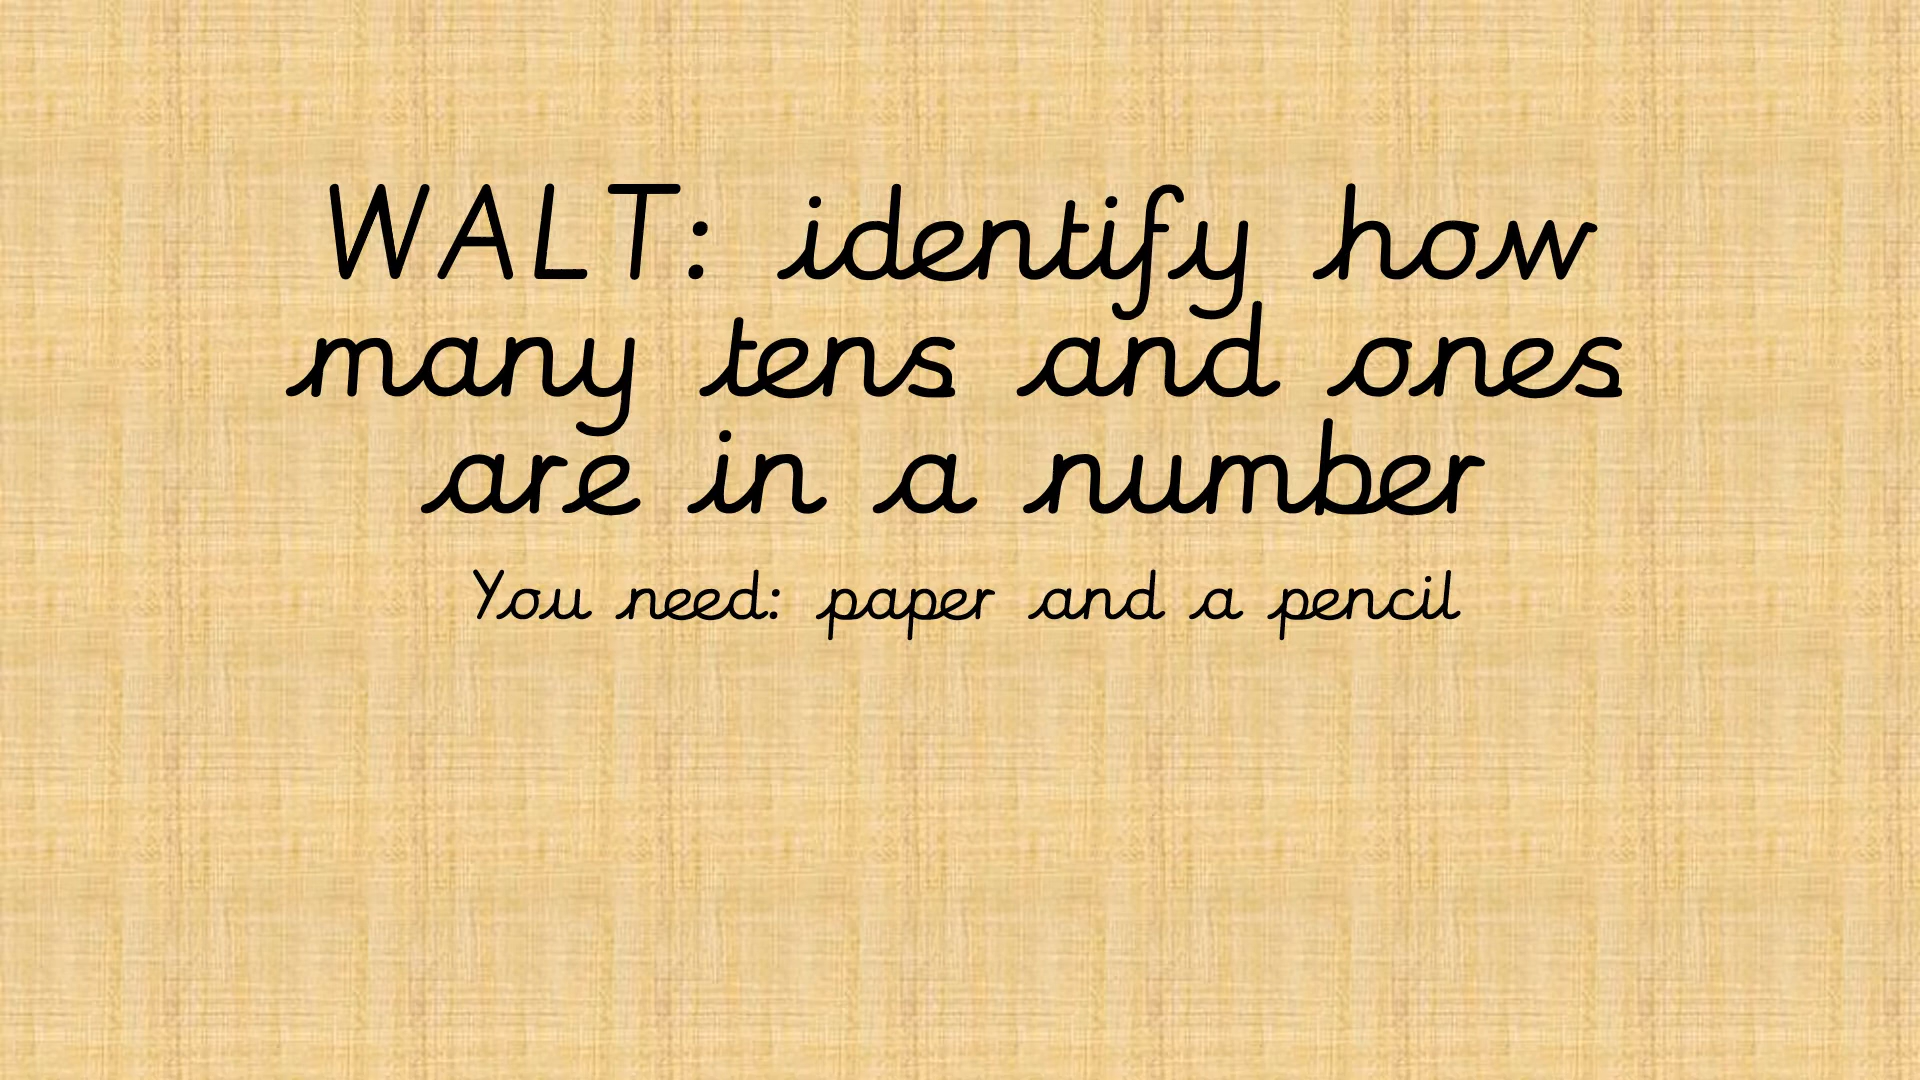 WALT: identify how
many tens and ones
are in a number
You need: paper and a pencil